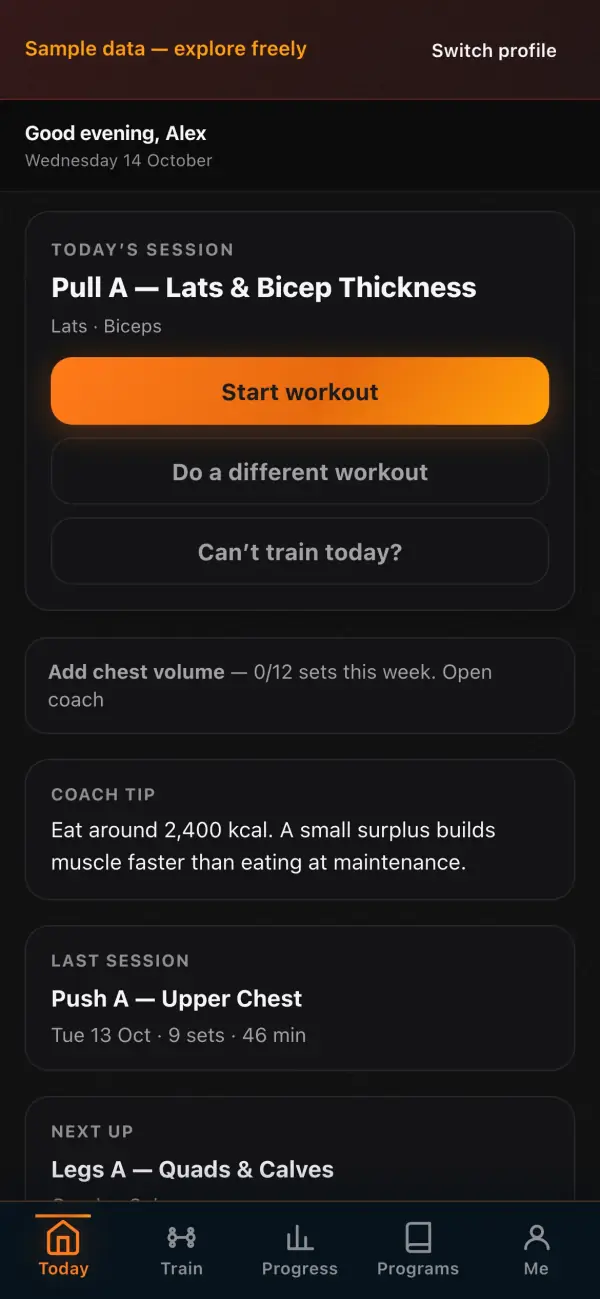 Sample data — explore freely
Switch profile
Good evening, Alex
Wednesday 14 October
TODAY’S SESSION
Pull A — Lats & Bicep Thickness
Lats · Biceps
Start workout
Do a different workout
Can’t train today?
Add chest volume — 0/12 sets this week. Open
coach
COACH TIP
Eat around 2,400 kcal. A small surplus builds
muscle faster than eating at maintenance.
LAST SESSION
Push A — Upper Chest
Tue 13 Oct · 9 sets · 46 min
NEXT UP
Legs A — Quads & Calves
Today
Train
Progress
Programs
Me